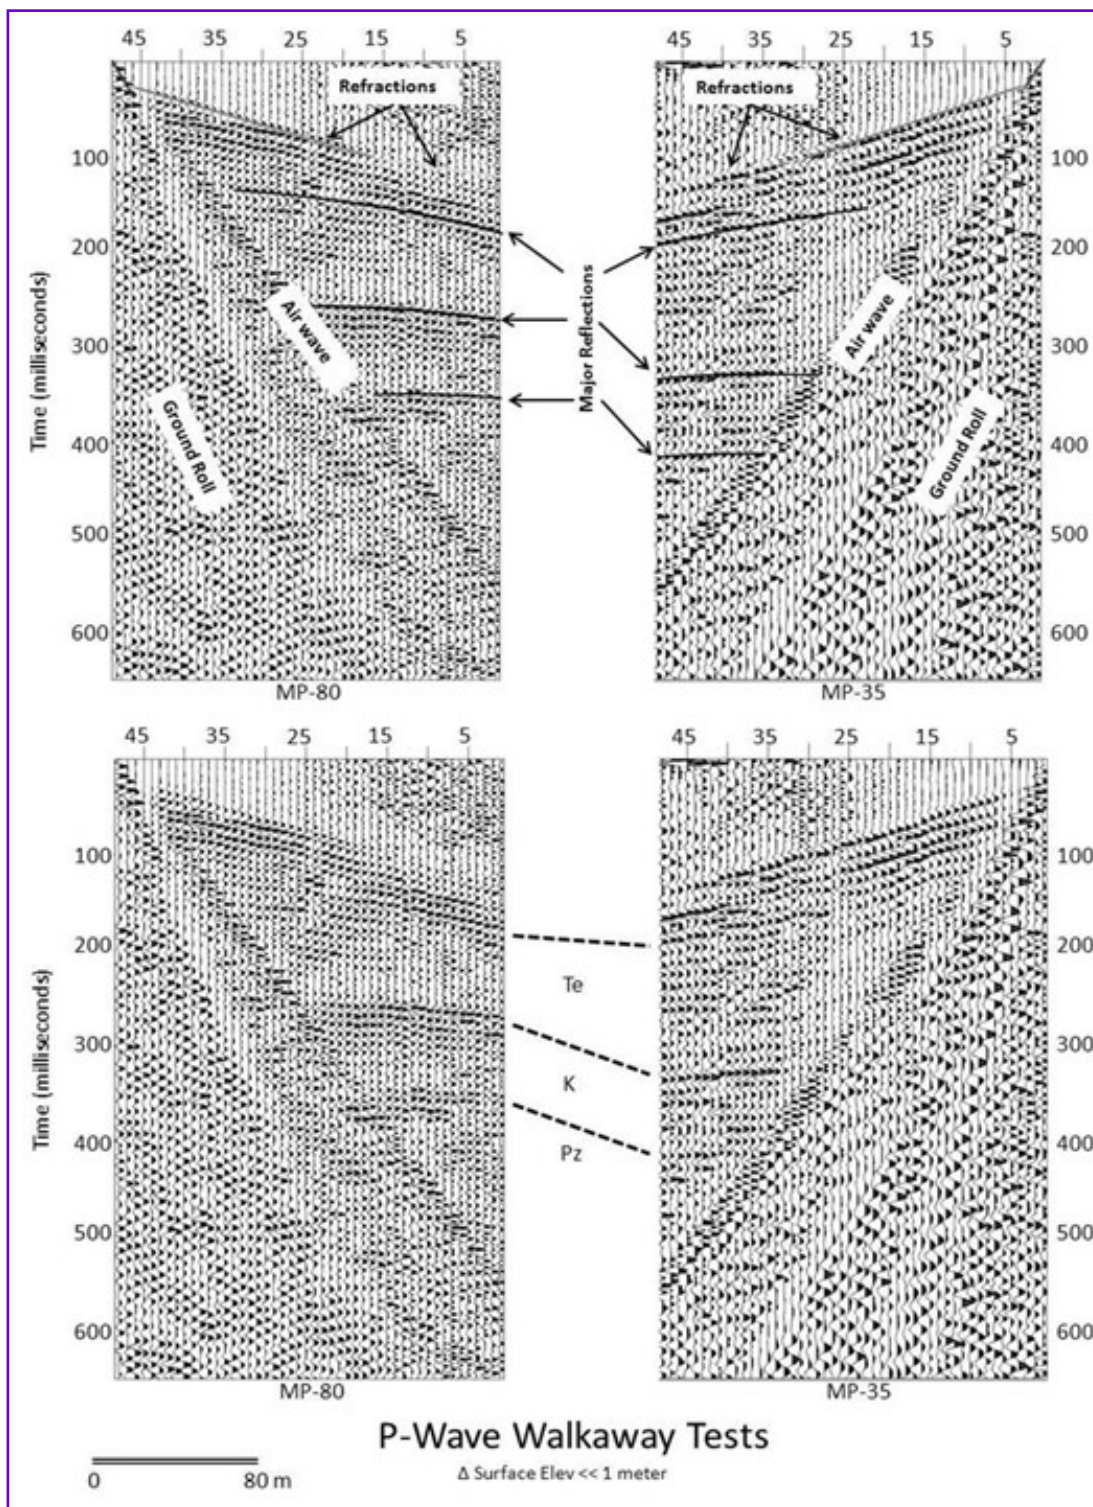 45 35 25 15 5
45 35 25 15 5
Refractions
Refractions
100
100
200
200
300
300
400
400
500
500
600
600
Time (milliseconds)
Air wave
Ground Roll
Major Reflections
Air wave
Ground Roll
MP-80
MP-35
45 35 25 15 5
45 35 25 15 5
100
100
200
200
300
300
400
400
500
500
600
600
Time (milliseconds)
Te
K
Pz
MP-80
MP-35
P-Wave Walkaway Tests
Δ Surface Elev << 1 meter
0 80 m